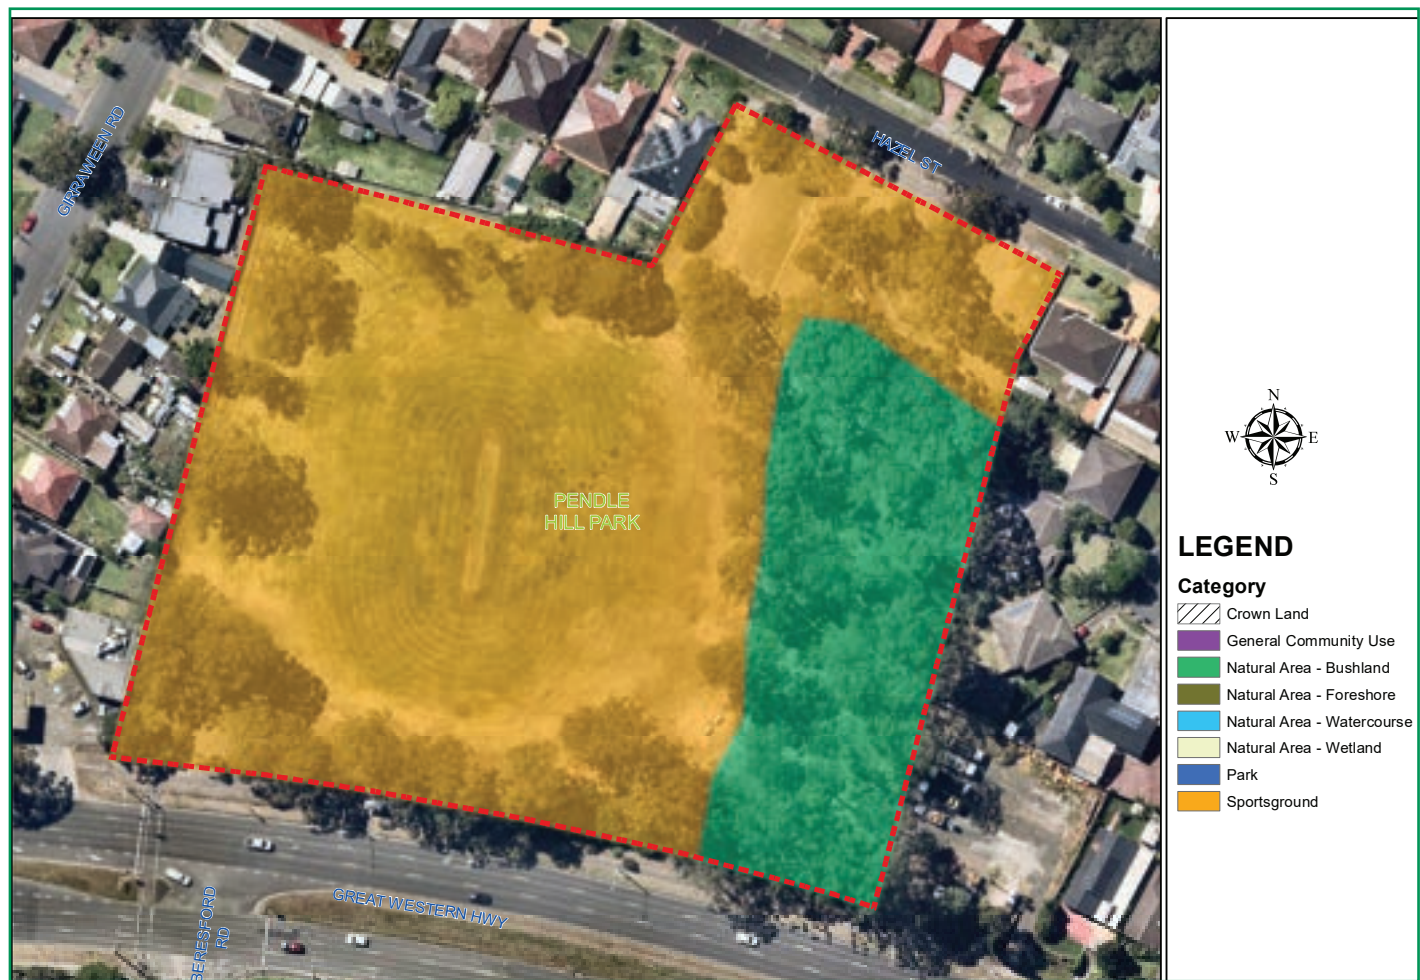 GIRRAWEEN RD
HAZEL ST
PENDLE
HILL PARK
GREAT WESTERN HWY
BERESFORD
RD
N
W
E
S
LEGEND
Category
Crown Land
General Community Use
Natural Area - Bushland
Natural Area - Foreshore
Natural Area - Watercourse
Natural Area - Wetland
Park
Sportsground